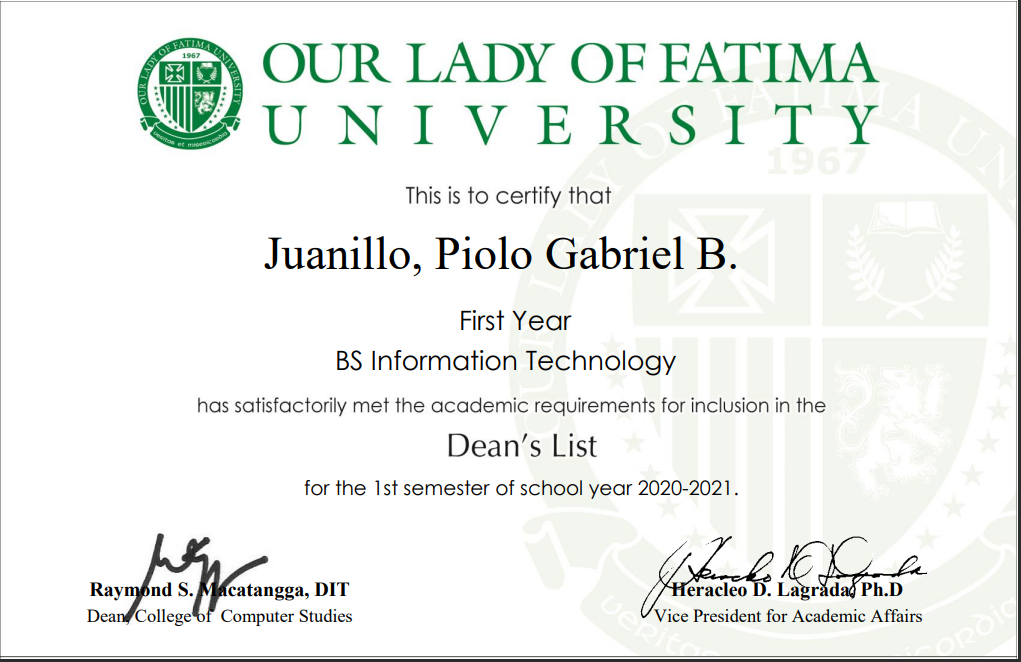 OUR LADY OF FATIMA UNIVERSITY
1967
Veritas et misericordia
OUR LADY OF FATIMA
UNIVERSITY
1967
This is to certify that
Juanillo, Piolo Gabriel B.
First Year
BS Information Technology
has satisfactorily met the academic requirements for inclusion in the
Dean's List
for the 1st semester of school year 2020-2021.
Raymond S. Macatangga, DIT
Dean, College of Computer Studies
Heracleo D. Lagrada, Ph.D
Vice President for Academic Affairs